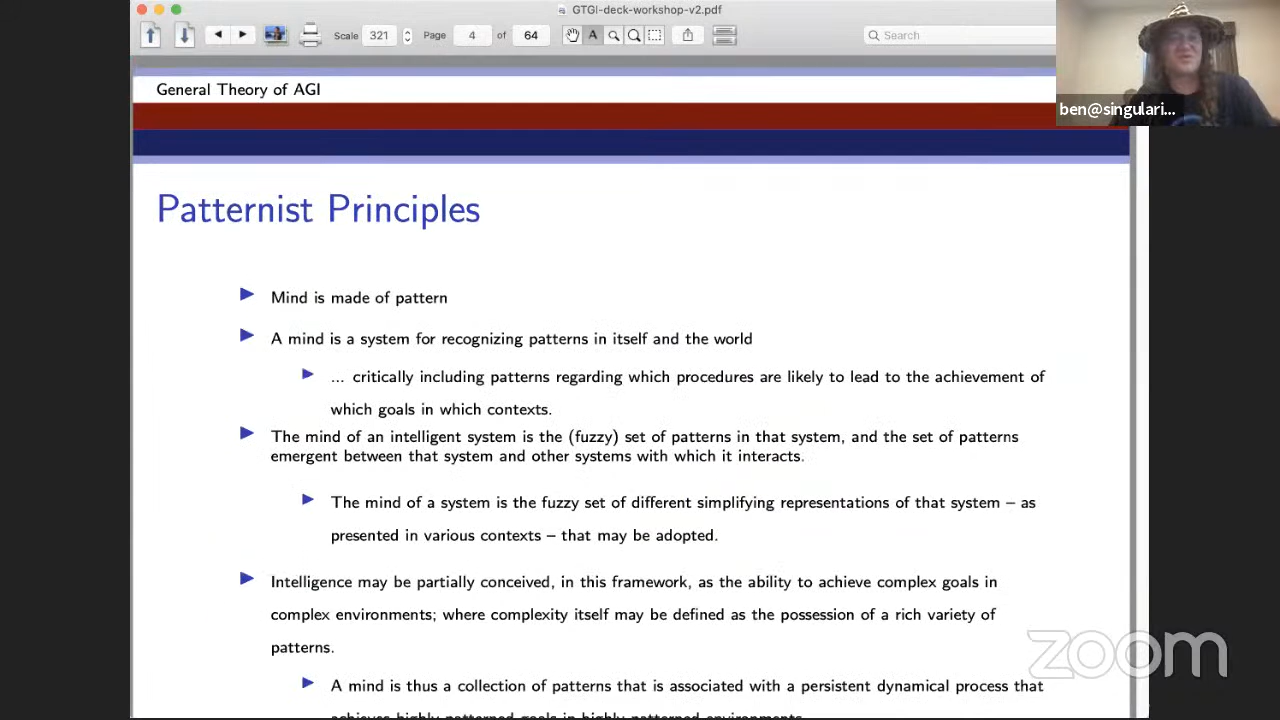 GTGI-deck-workshop-v2.pdf
Scale 321 Page 4 of 64 A Search
General Theory of AGI
ben@singulari...
Patternist Principles
Mind is made of pattern
A mind is a system for recognizing patterns in itself and the world
... critically including patterns regarding which procedures are likely to lead to the achievement of
which goals in which contexts.
The mind of an intelligent system is the (fuzzy) set of patterns in that system, and the set of patterns
emergent between that system and other systems with which it interacts.
The mind of a system is the fuzzy set of different simplifying representations of that system – as
presented in various contexts – that may be adopted.
Intelligence may be partially conceived, in this framework, as the ability to achieve complex goals in
complex environments; where complexity itself may be defined as the possession of a rich variety of
patterns.
A mind is thus a collection of patterns that is associated with a persistent dynamical process that
achieves highly patterned goals in highly patterned environments
zoom